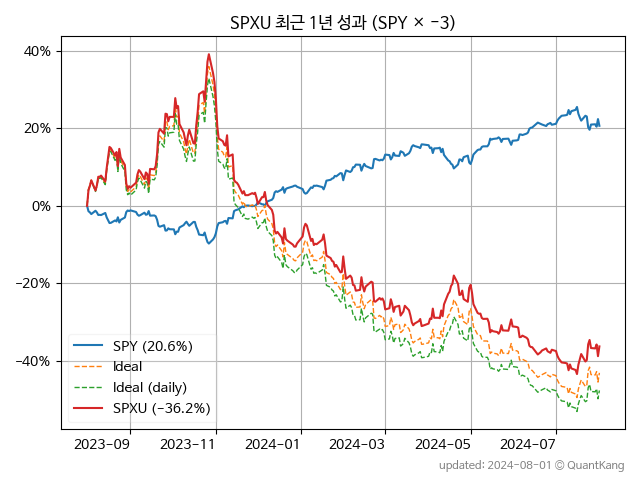 SPXU 최근 1년 성과 (SPY × −3)
40%
20%
0%
−20%
−40%
SPY (20.6%)
Ideal
Ideal (daily)
SPXU (−36.2%)
2023-09 2023-11 2024-01 2024-03 2024-05 2024-07
updated: 2024-08-01 © QuantKang